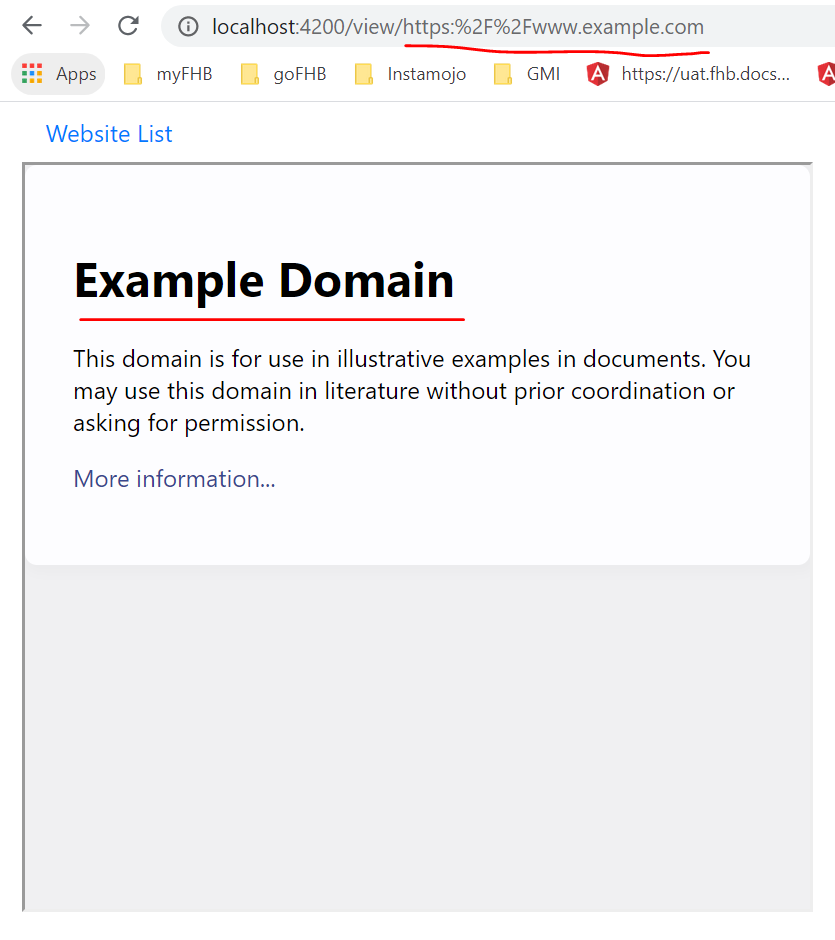 localhost:4200/view/https:%2F%2Fwww.example.com
Apps myFHB goFHB Instamojo GMI https://uat.fhb.docs...
Website List
Example Domain
This domain is for use in illustrative examples in documents. You
may use this domain in literature without prior coordination or
asking for permission.
More information...